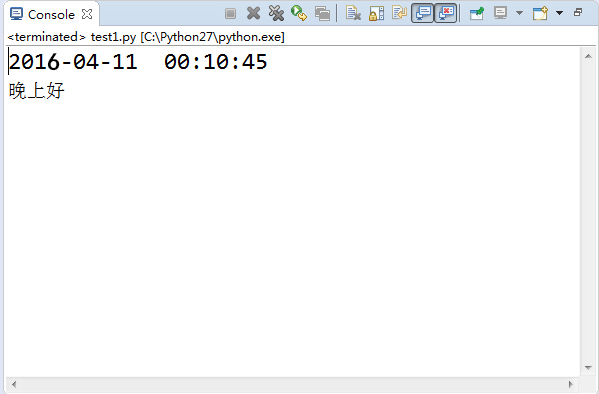 Console
<terminated> test1.py [C:\Python27\python.exe]
2016-04-11  00:10:45
晚上好